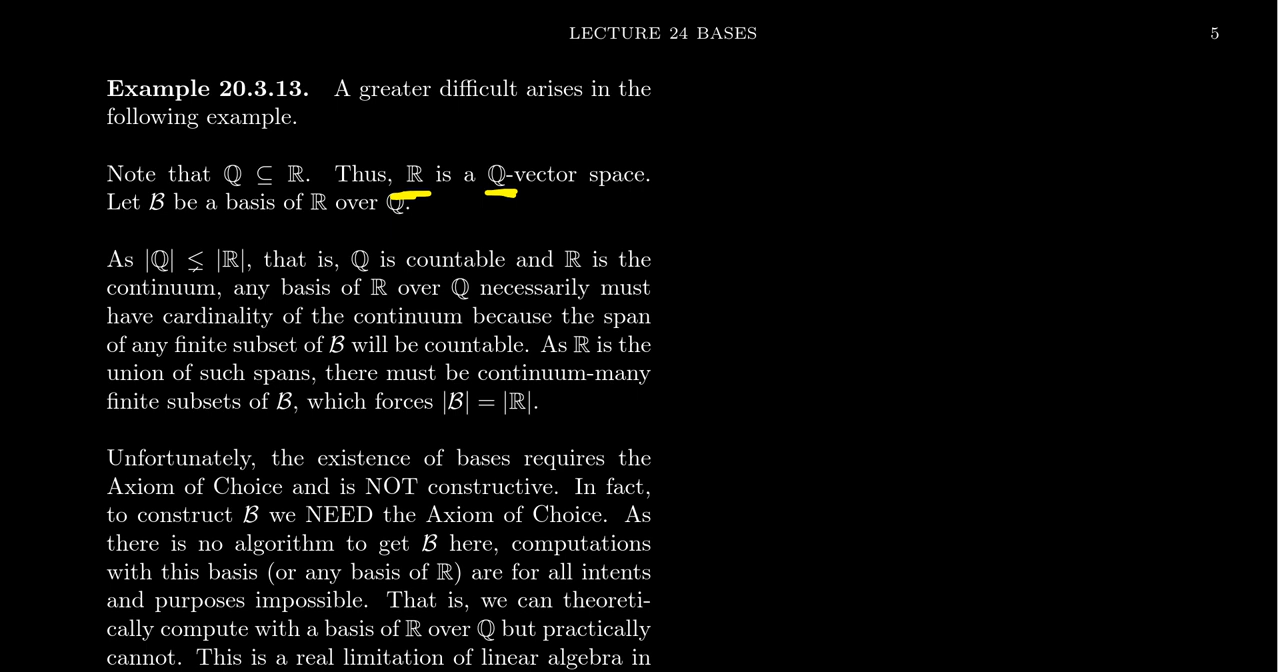 LECTURE 24 BASES 5
Example 20.3.13. A greater difficult arises in the
following example.
Note that ℚ ⊆ ℝ. Thus, ℝ is a ℚ-vector space.
Let ℬ be a basis of ℝ over ℚ.
As |ℚ| ≨ |ℝ|, that is, ℚ is countable and ℝ is the
continuum, any basis of ℝ over ℚ necessarily must
have cardinality of the continuum because the span
of any finite subset of ℬ will be countable. As ℝ is the
union of such spans, there must be continuum-many
finite subsets of ℬ, which forces |ℬ| = |ℝ|.
Unfortunately, the existence of bases requires the
Axiom of Choice and is NOT constructive. In fact,
to construct ℬ we NEED the Axiom of Choice. As
there is no algorithm to get ℬ here, computations
with this basis (or any basis of ℝ) are for all intents
and purposes impossible. That is, we can theoreti-
cally compute with a basis of ℝ over ℚ but practically
cannot. This is a real limitation of linear algebra in